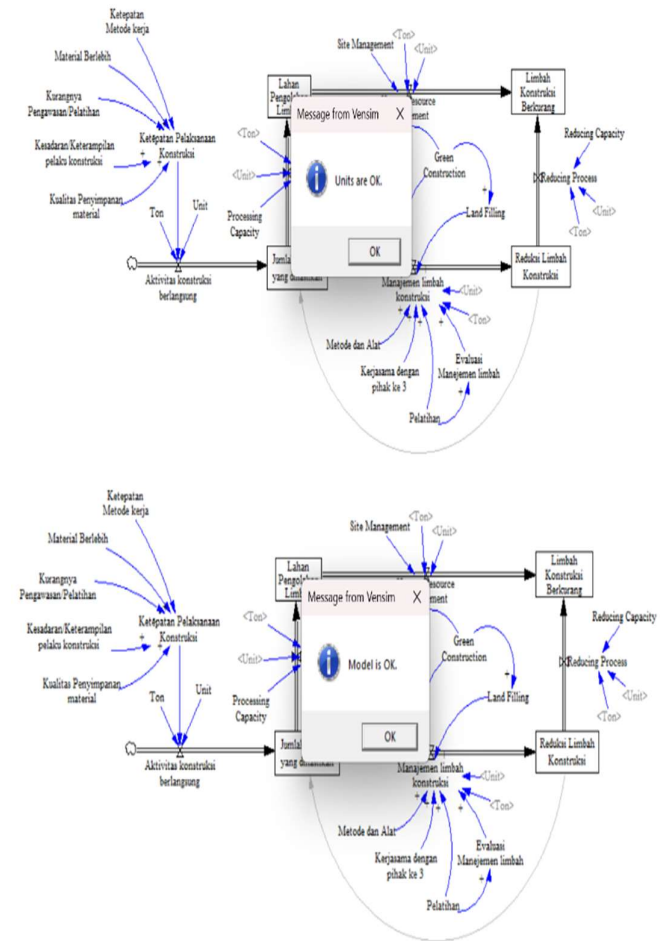 Ketepatan
Metode kerja
Material Berlebih
Kurangnya
Pengawasan/Pelatihan
Kesadaran/Keterampilan
pelaku konstruksi
Kualitas Penyimpanan
material
Ketepatan Pelaksanaan
Konstruksi
+
+
Ton
Unit
Aktivitas konstruksi
berlangsung
Lahan
<Ton>
<Unit>
Processing
Capacity
yang
Site Management
<Ton>
<Unit>
Message from Vensim
X
Units are OK.
OK
Green
Construction
+
Land Filling
Manajemen limbah
konstruksi
+
+
+
+
<Unit>
<Ton>
Metode dan Alat
Kerjasama dengan
pihak ke 3
Pelatihan
+
Evaluasi
Manejemen limbah
Limbah
Konstruksi
Berkurang
Reducing Capacity
Reducing Process
<Unit>
<Ton>
Reduksi Limbah
Konstruksi
Ketepatan
Metode kerja
Material Berlebih
Kurangnya
Pengawasan/Pelatihan
Kesadaran/Keterampilan
pelaku konstruksi
Kualitas Penyimpanan
material
Ketepatan Pelaksanaan
Konstruksi
+
+
Ton
Unit
Aktivitas konstruksi
berlangsung
Lahan
<Ton>
<Unit>
Processing
Capacity
yang
Site Management
<Ton>
<Unit>
Message from Vensim
X
Model is OK.
OK
Green
Construction
+
Land Filling
Manajemen limbah
konstruksi
+
+
+
+
<Unit>
<Ton>
Metode dan Alat
Kerjasama dengan
pihak ke 3
Pelatihan
+
Evaluasi
Manejemen limbah
Limbah
Konstruksi
Berkurang
Reducing Capacity
Reducing Process
<Unit>
<Ton>
Reduksi Limbah
Konstruksi